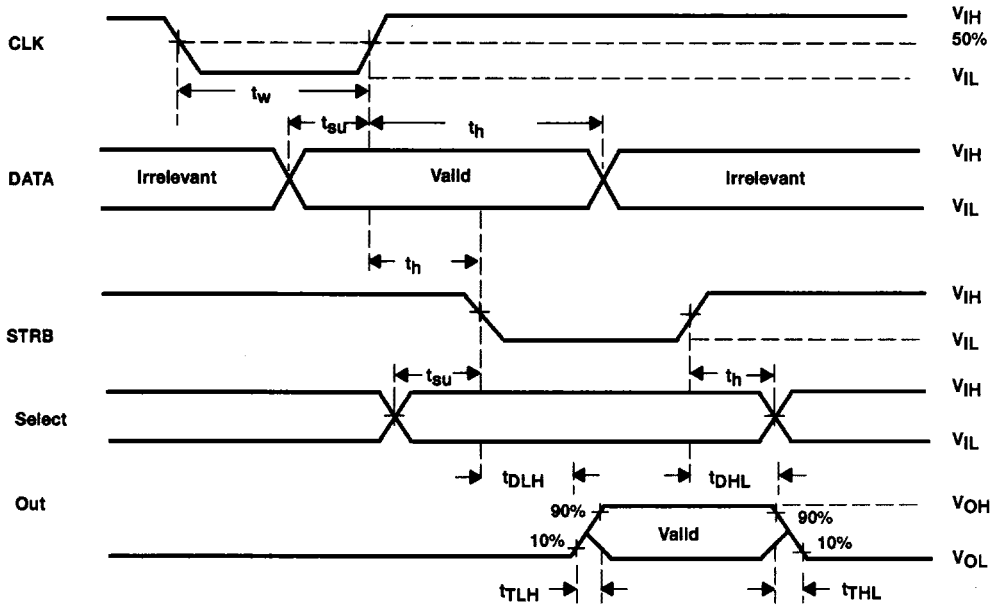 CLK
VIH
50%
VIL
tw
tsu
th
DATA
Irrelevant
Valid
Irrelevant
VIH
VIL
th
STRB
VIH
VIL
tsu
th
Select
VIH
VIL
tDLH
tDHL
Out
90%
10%
Valid
90%
10%
VOH
VOL
tTLH
tTHL